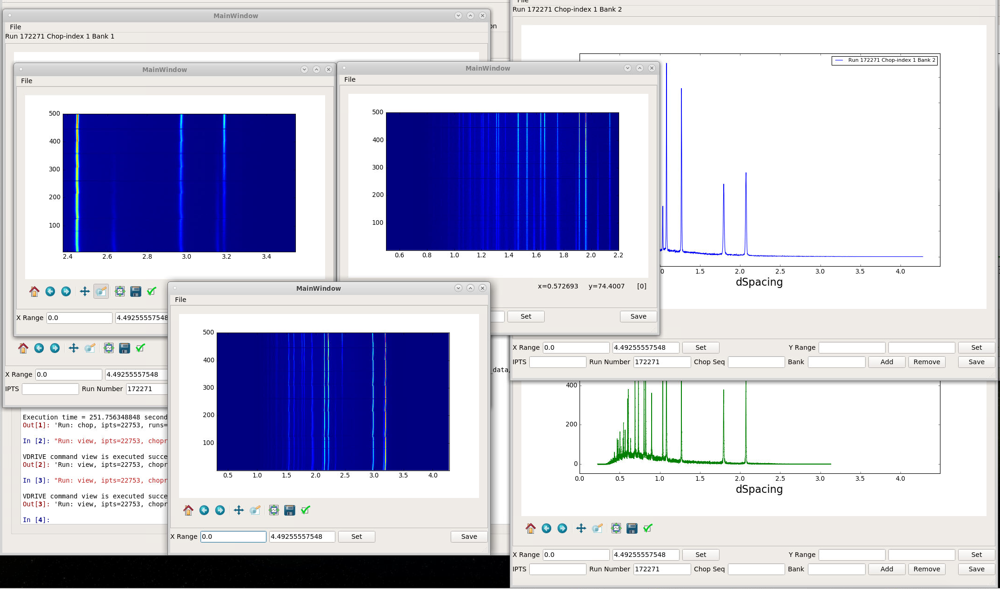 MainWindow
File
Run 172271 Chop-index 1 Bank 1
on
File
Run 172271 Chop-index 1 Bank 2
MainWindow
File
500
400
300
200
100
2.4 2.6 2.8 3.0 3.2 3.4
X Range 0.0 4.49255557548
MainWindow
File
500
400
300
200
100
0.6 0.8 1.0 1.2 1.4 1.6 1.8 2.0 2.2
x=0.572693 y=74.4007 [0]
Set Save
Run 172271 Chop-index 1 Bank 2
0 1.5 2.0 2.5 3.0 3.5 4.0
dSpacing
X Range 0.0 4.49255557548 Set Y Range Set
IPTS Run Number 172271 Chop Seq Bank Add Remove Save
X Range 0.0 4.49255557548
IPTS Run Number 172271
_data,
Execution time = 251.756348848 second
Out[1]: 'Run: chop, ipts=22753, runs=
In [2]: "Run: view, ipts=22753, chopr
VDRIVE command view is executed succe
Out[2]: 'Run: view, ipts=22753, chopr
In [3]: "Run: view, ipts=22753, chopr
VDRIVE command view is executed succe
Out[3]: 'Run: view, ipts=22753, chopr
In [4]:
MainWindow
File
500
400
300
200
100
0.5 1.0 1.5 2.0 2.5 3.0 3.5 4.0
X Range 0.0 4.49255557548 Set Save
400
200
0
0.0 0.5 1.0 1.5 2.0 2.5 3.0 3.5 4.0
dSpacing
X Range 0.0 4.49255557548 Set Y Range Set
IPTS Run Number 172271 Chop Seq Bank Add Remove Save